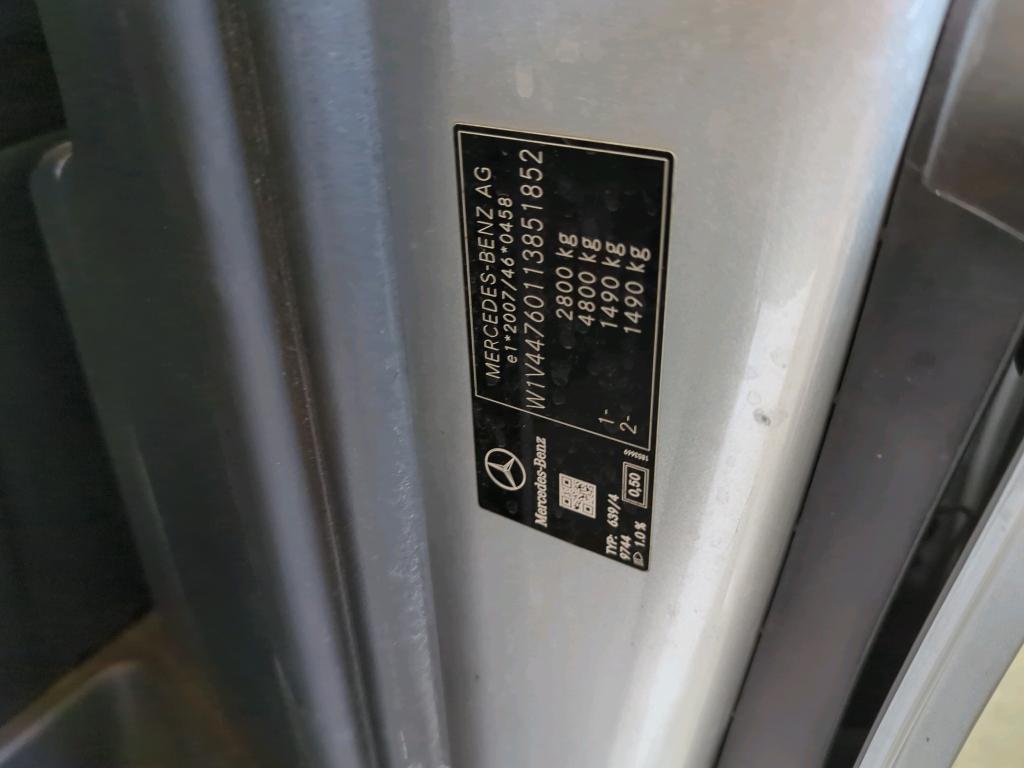 MERCEDES-BENZ AG
e1*2007/46*0458
W1V44760113851852
2800 kg
4800 kg
1- 1490 kg
2- 1490 kg
Mercedes-Benz
TYP: 639/4
9744
1.0 % 0,50